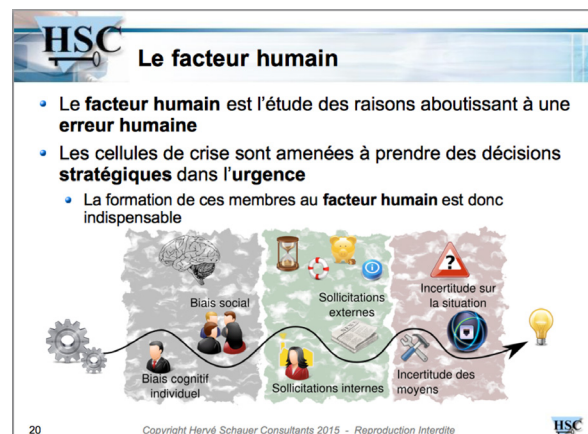 HSC
Le facteur humain
Le facteur humain est l'étude des raisons aboutissant à une
erreur humaine
Les cellules de crise sont amenées à prendre des décisions
stratégiques dans l'urgence
La formation de ces membres au facteur humain est donc
indispensable
?
Biais social
Sollicitations
externes
Incertitude sur
la situation
Biais cognitif
individuel
Sollicitations internes
Incertitude des
moyens
20
Copyright Hervé Schauer Consultants 2015 - Reproduction Interdite
HSC